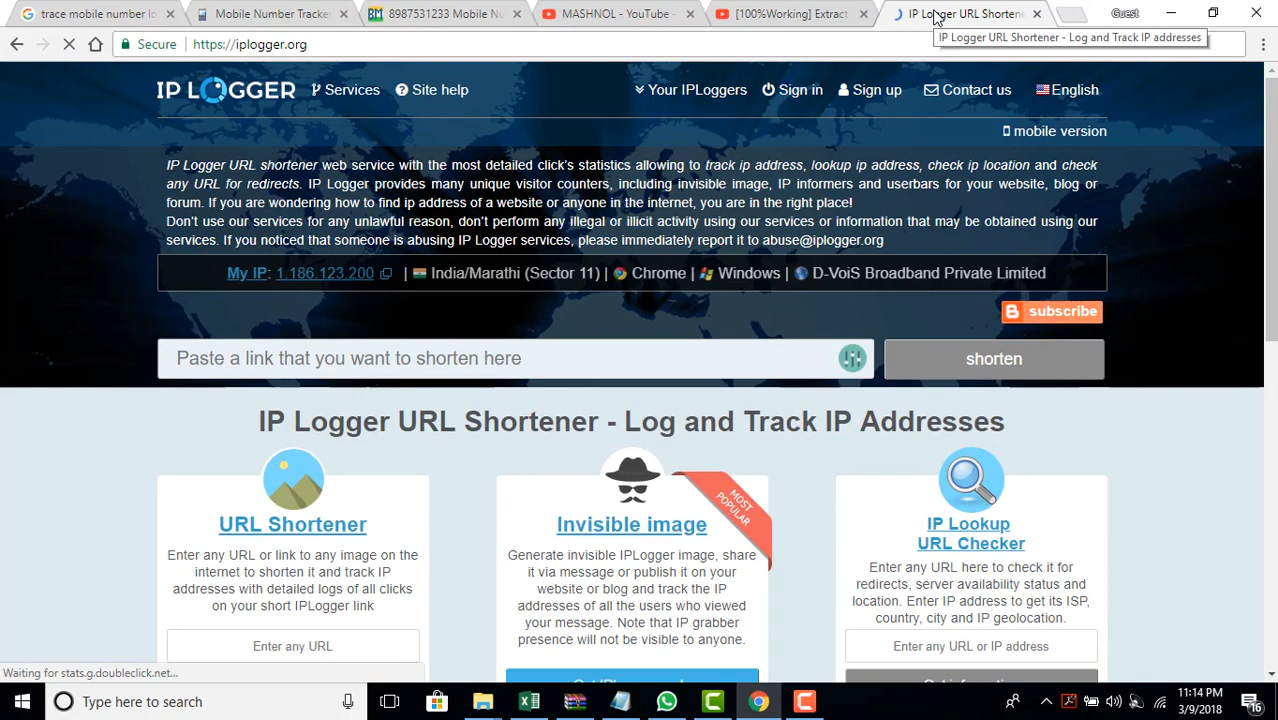 trace mobile number lo
Mobile Number Tracke
BM 8987531233 Mobile Nu
MASHNOL - YouTube -
[100%Working] Extract
IP Logger URL Shortene
Guest
IP Logger URL Shortener - Log and Track IP addresses
Secure https://iplogger.org
IP LOGGER Services Site help Your IPLoggers Sign in Sign up Contact us English
mobile version
IP Logger URL shortener web service with the most detailed click's statistics allowing to track ip address, lookup ip address, check ip location and check
any URL for redirects. IP Logger provides many unique visitor counters, including invisible image, IP informers and userbars for your website, blog or
forum. If you are wondering how to find ip address of a website or anyone in the internet, you are in the right place!
Don't use our services for any unlawful reason, don't perform any illegal or illicit activity using our services or information that may be obtained using our
services. If you noticed that someone is abusing IP Logger services, please immediately report it to abuse@iplogger.org
My IP: 1.186.123.200 | India/Marathi (Sector 11) | Chrome | Windows | D-VoiS Broadband Private Limited
subscribe
Paste a link that you want to shorten here
shorten
IP Logger URL Shortener - Log and Track IP Addresses
URL Shortener
Enter any URL or link to any image on the
internet to shorten it and track IP
addresses with detailed logs of all clicks
on your short IPLogger link
Enter any URL
MOST
POPULAR
Invisible image
Generate invisible IPLogger image, share
it via message or publish it on your
website or blog and track the IP
addresses of all the users who viewed
your message. Note that IP grabber
presence will not be visible to anyone.
IP Lookup
URL Checker
Enter any URL here to check it for
redirects, server availability status and
location. Enter IP address to get its ISP,
country, city and IP geolocation.
Enter any URL or IP address
Waiting for stats.g.doubleclick.net...
Type here to search
11:14 PM
3/9/2018
16